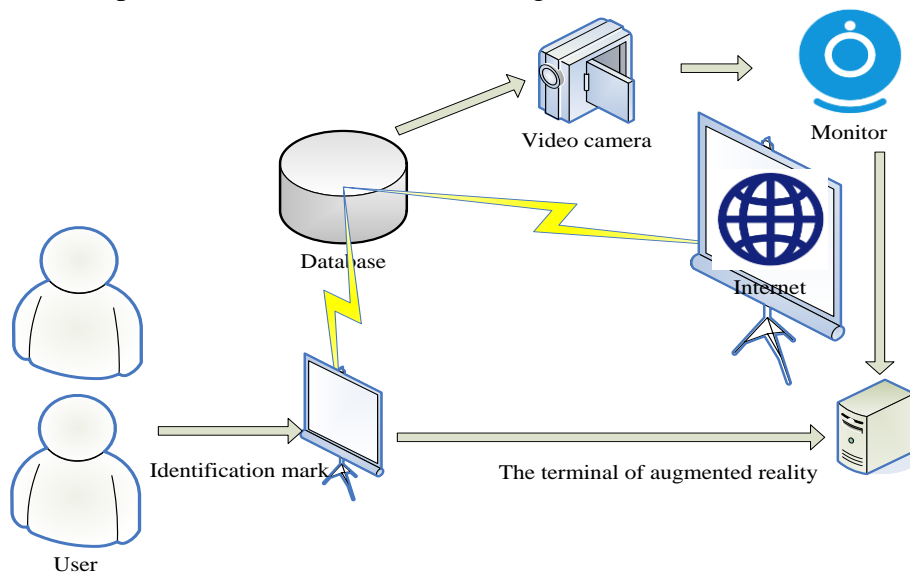 Video camera
Monitor
Database
Internet
Identification mark
The terminal of augmented reality
User